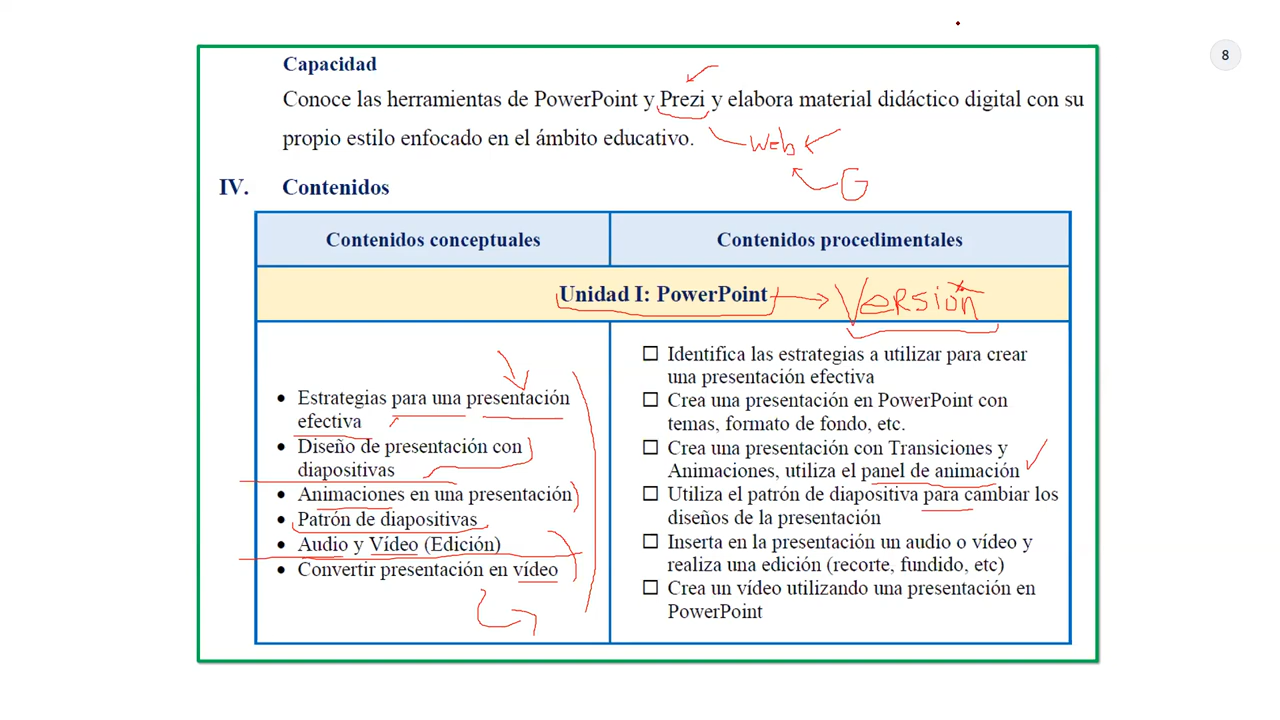 8
Capacidad
Conoce las herramientas de PowerPoint y Prezi y elabora material didáctico digital con su
propio estilo enfocado en el ámbito educativo.
Web
G
IV. Contenidos
Contenidos conceptuales
Contenidos procedimentales
Unidad I: PowerPoint
Versión
• Estrategias para una presentación
efectiva
• Diseño de presentación con
diapositivas
• Animaciones en una presentación
• Patrón de diapositivas
• Audio y Vídeo (Edición)
• Convertir presentación en vídeo
☐ Identifica las estrategias a utilizar para crear
una presentación efectiva
☐ Crea una presentación en PowerPoint con
temas, formato de fondo, etc.
☐ Crea una presentación con Transiciones y
Animaciones, utiliza el panel de animación
☐ Utiliza el patrón de diapositiva para cambiar los
diseños de la presentación
☐ Inserta en la presentación un audio o vídeo y
realiza una edición (recorte, fundido, etc)
☐ Crea un vídeo utilizando una presentación en
PowerPoint